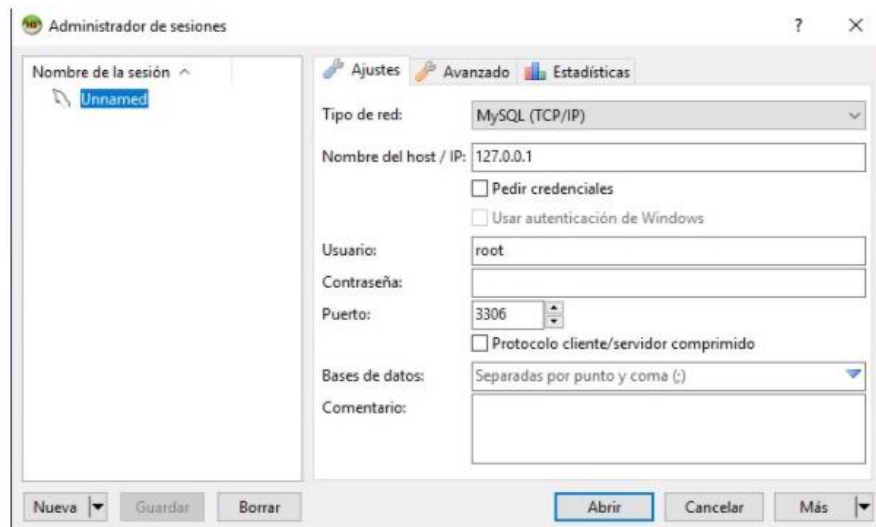 Administrador de sesiones
?
Nombre de la sesión
Unnamed
Ajustes Avanzado Estadísticas
Tipo de red: MySQL (TCP/IP)
Nombre del host / IP: 127.0.0.1
Pedir credenciales
Usar autenticación de Windows
Usuario: root
Contraseña:
Puerto: 3306
Protocolo cliente/servidor comprimido
Bases de datos: Separadas por punto y coma (;)
Comentario:
Nueva Guardar Borrar Abrir Cancelar Más